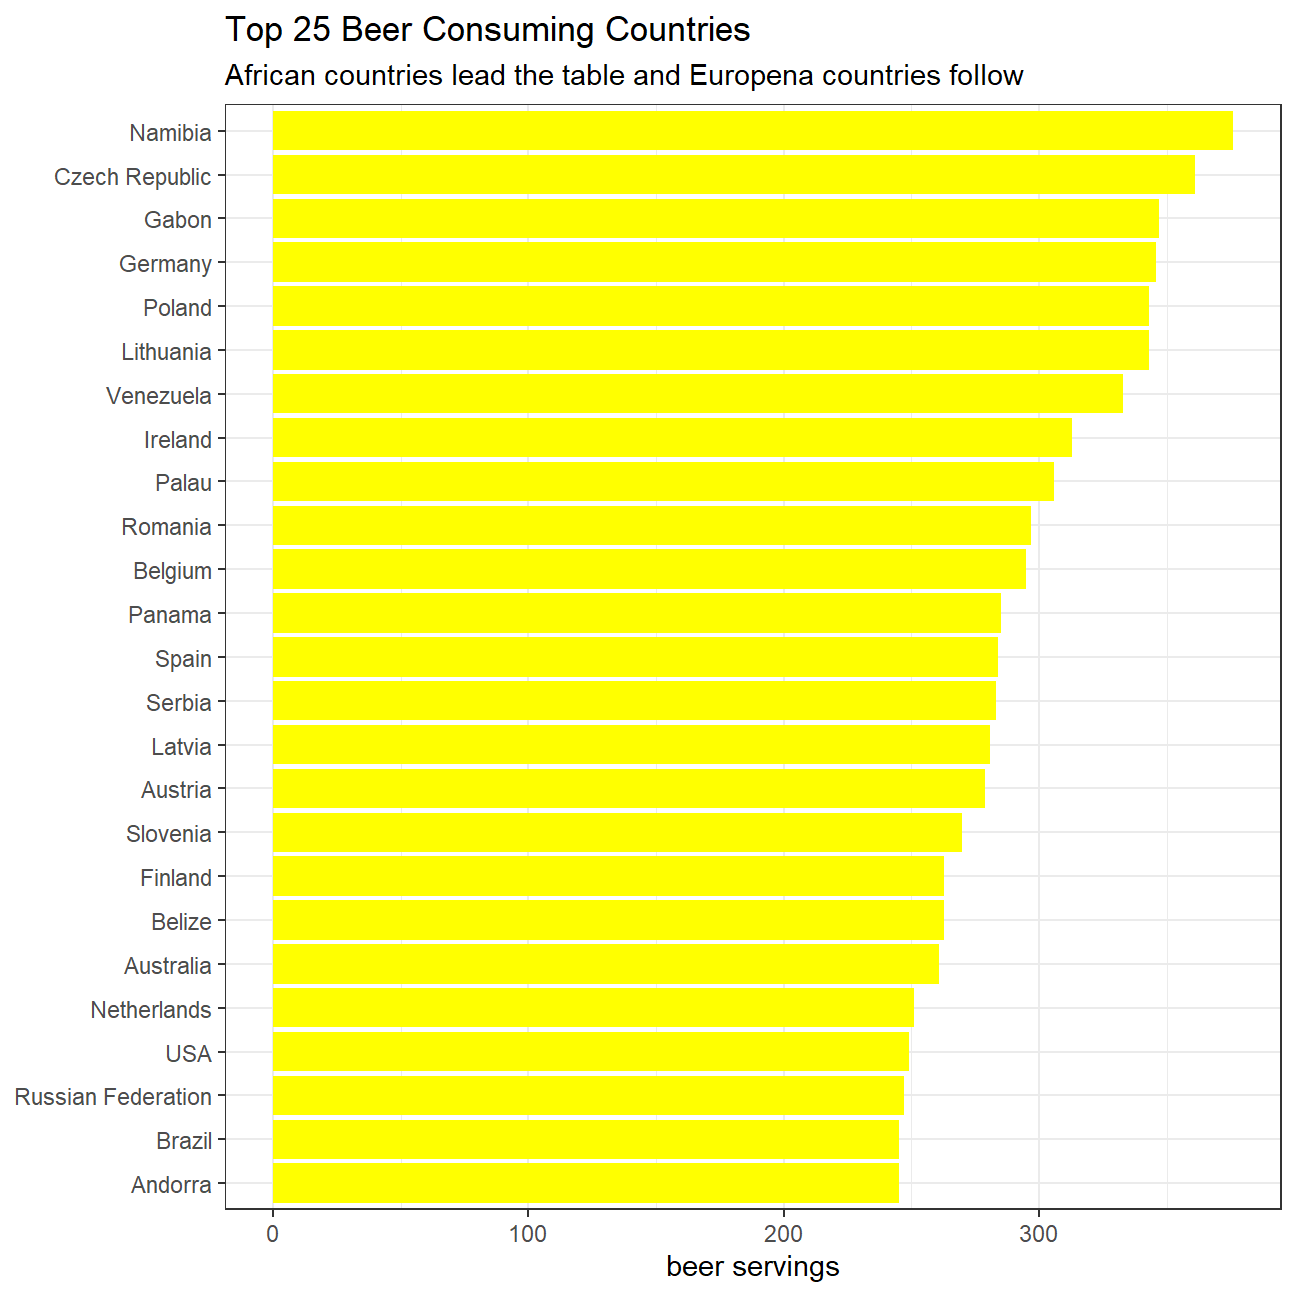 Top 25 Beer Consuming Countries
African countries lead the table and Europena countries follow
Namibia
Czech Republic
Gabon
Germany
Poland
Lithuania
Venezuela
Ireland
Palau
Romania
Belgium
Panama
Spain
Serbia
Latvia
Austria
Slovenia
Finland
Belize
Australia
Netherlands
USA
Russian Federation
Brazil
Andorra
0 100 200 300
beer servings